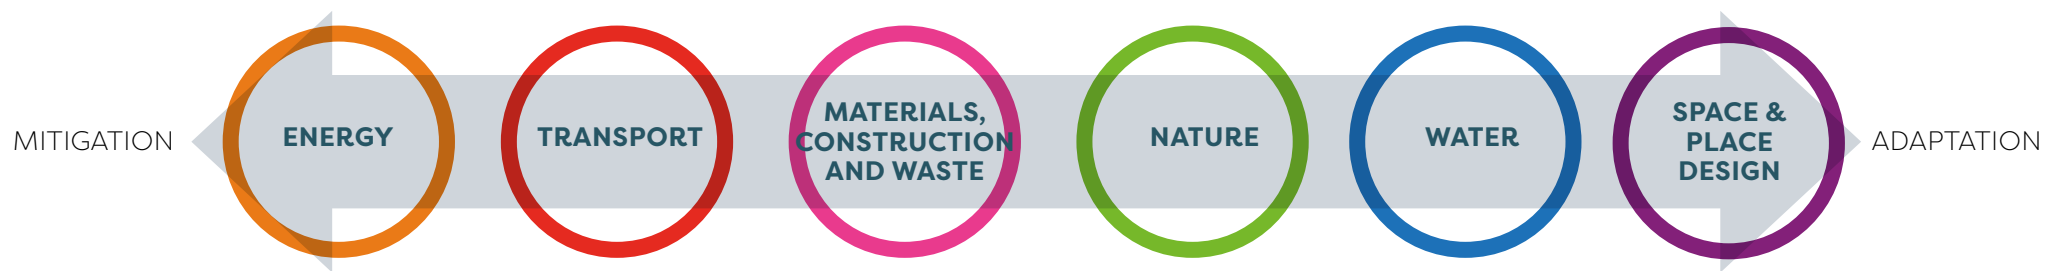 MITIGATION
ENERGY
TRANSPORT
MATERIALS,
CONSTRUCTION
AND WASTE
NATURE
WATER
SPACE &
PLACE
DESIGN
ADAPTATION